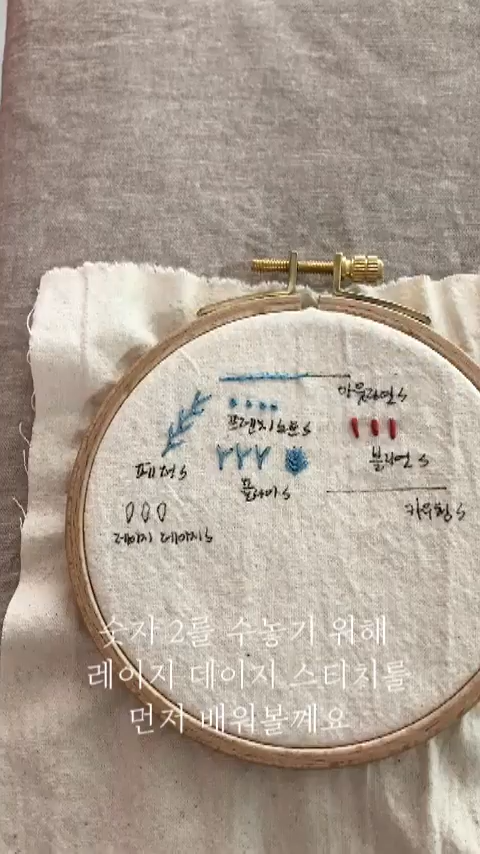 아웃라인 s
프렌치노트 s
페더 s
플라이 s
블리언 s
카우칭 s
레이지 데이지 s
숫자 2를 수놓기 위해
레이지 데이지 스티치를
먼저 배워볼께요